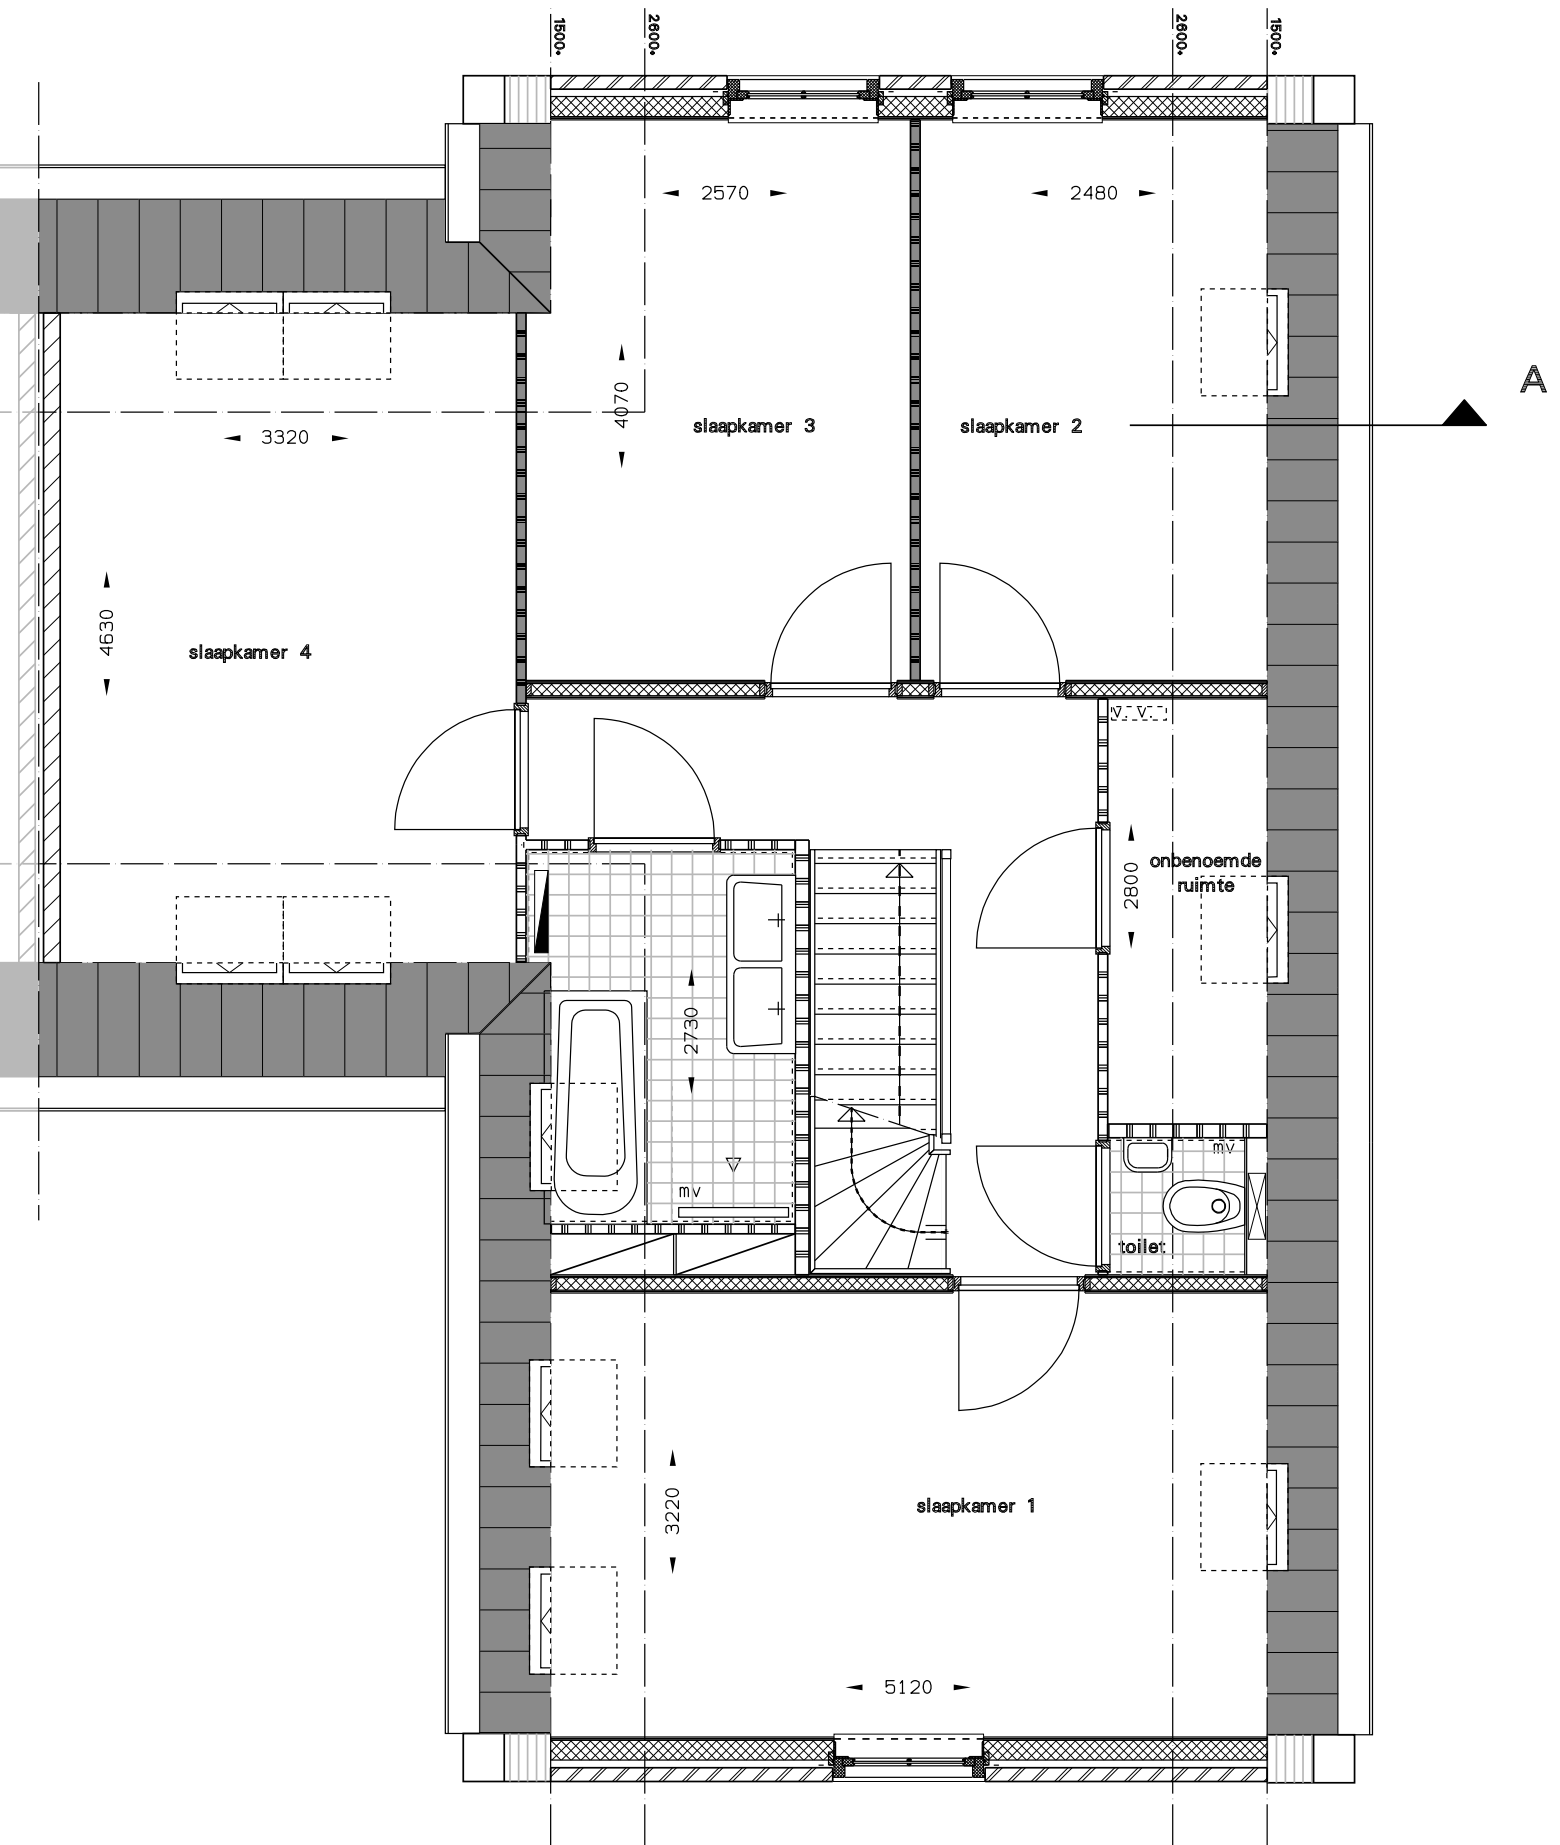 1500+
2600+
2600+
1500+
2570
2480
A
4070
3320
slaapkamer 3
slaapkamer 2
4630
slaapkamer 4
v. v.
2800
onbenoemde
ruimte
2730
mv
mv
toilet
3220
slaapkamer 1
5120